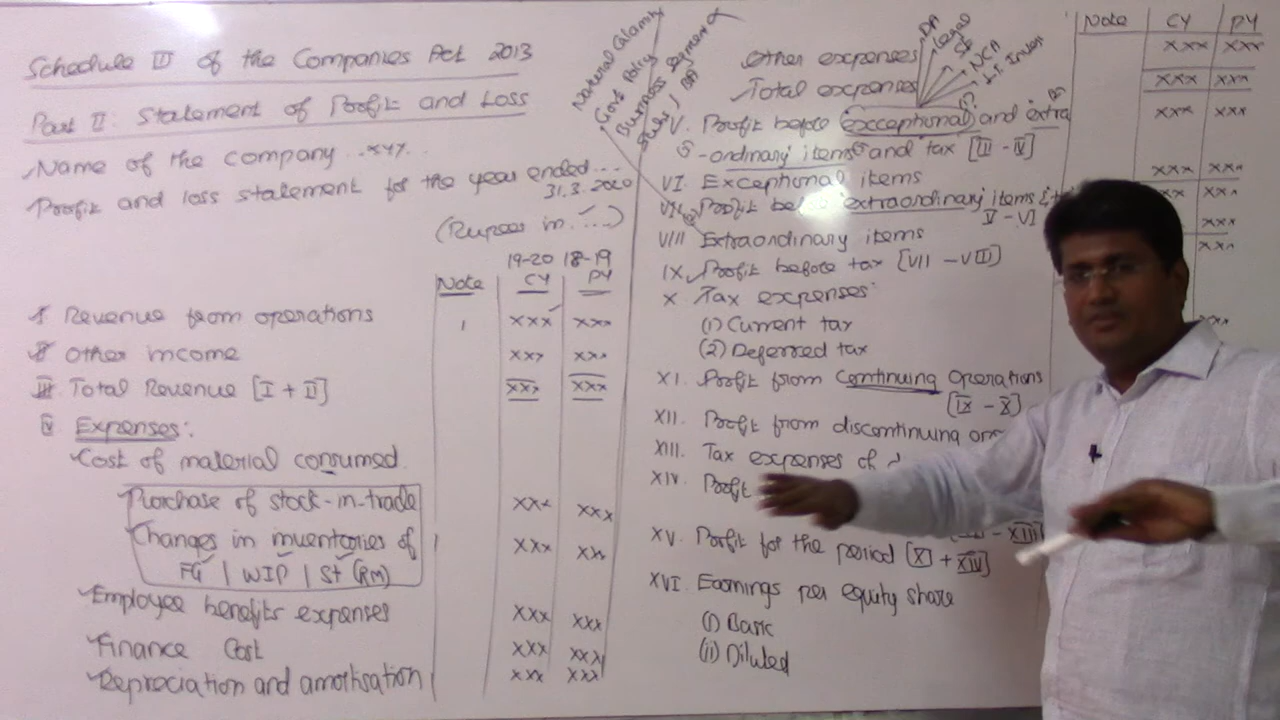 Schedule III of the Companies Act 2013
Part II: Statement of Profit and Loss
Name of the company ..xyz..
Profit and loss statement for the year ended...
31.3.2020
(Rupees in ......)
19-20 18-19
Note CY PY
I Revenue from operations 1 xxx xxx
II Other income xxx xxx
III Total Revenue [I + II] xxx xxx
IV Expenses:
Cost of material consumed
Purchase of stock-in-trade xxx xxx
Changes in inventories of xxx xxx
FG | WIP | St (RM)
Employee benefits expenses xxx xxx
Finance Cost xxx xxx
Depreciation and amortisation xxx xxx
Natural Calamity
Govt Policy
Business Segment
Note CY PY
Other expenses xxx xxx
Legal
NCA
Total expenses xxx xxx
V. Profit before exceptional and extra xxx xxx
-ordinary items and tax [III - IV]
VI. Exceptional items xxx xxx
VII. Profit before extraordinary items
V - VI
VIII Extraordinary items xxx
IX. Profit before tax [VII - VIII] xxx
X Tax expenses:
(1) Current tax
(2) Deferred tax
XI. Profit from Continuing Operations
[IX - X]
XII. Profit from discontinuing
XIII. Tax expenses of
XIV. Profit
XIII]
XV. Profit for the period [XI + XIV]
XVI. Earnings per equity share
(i) Basic
(ii) Diluted